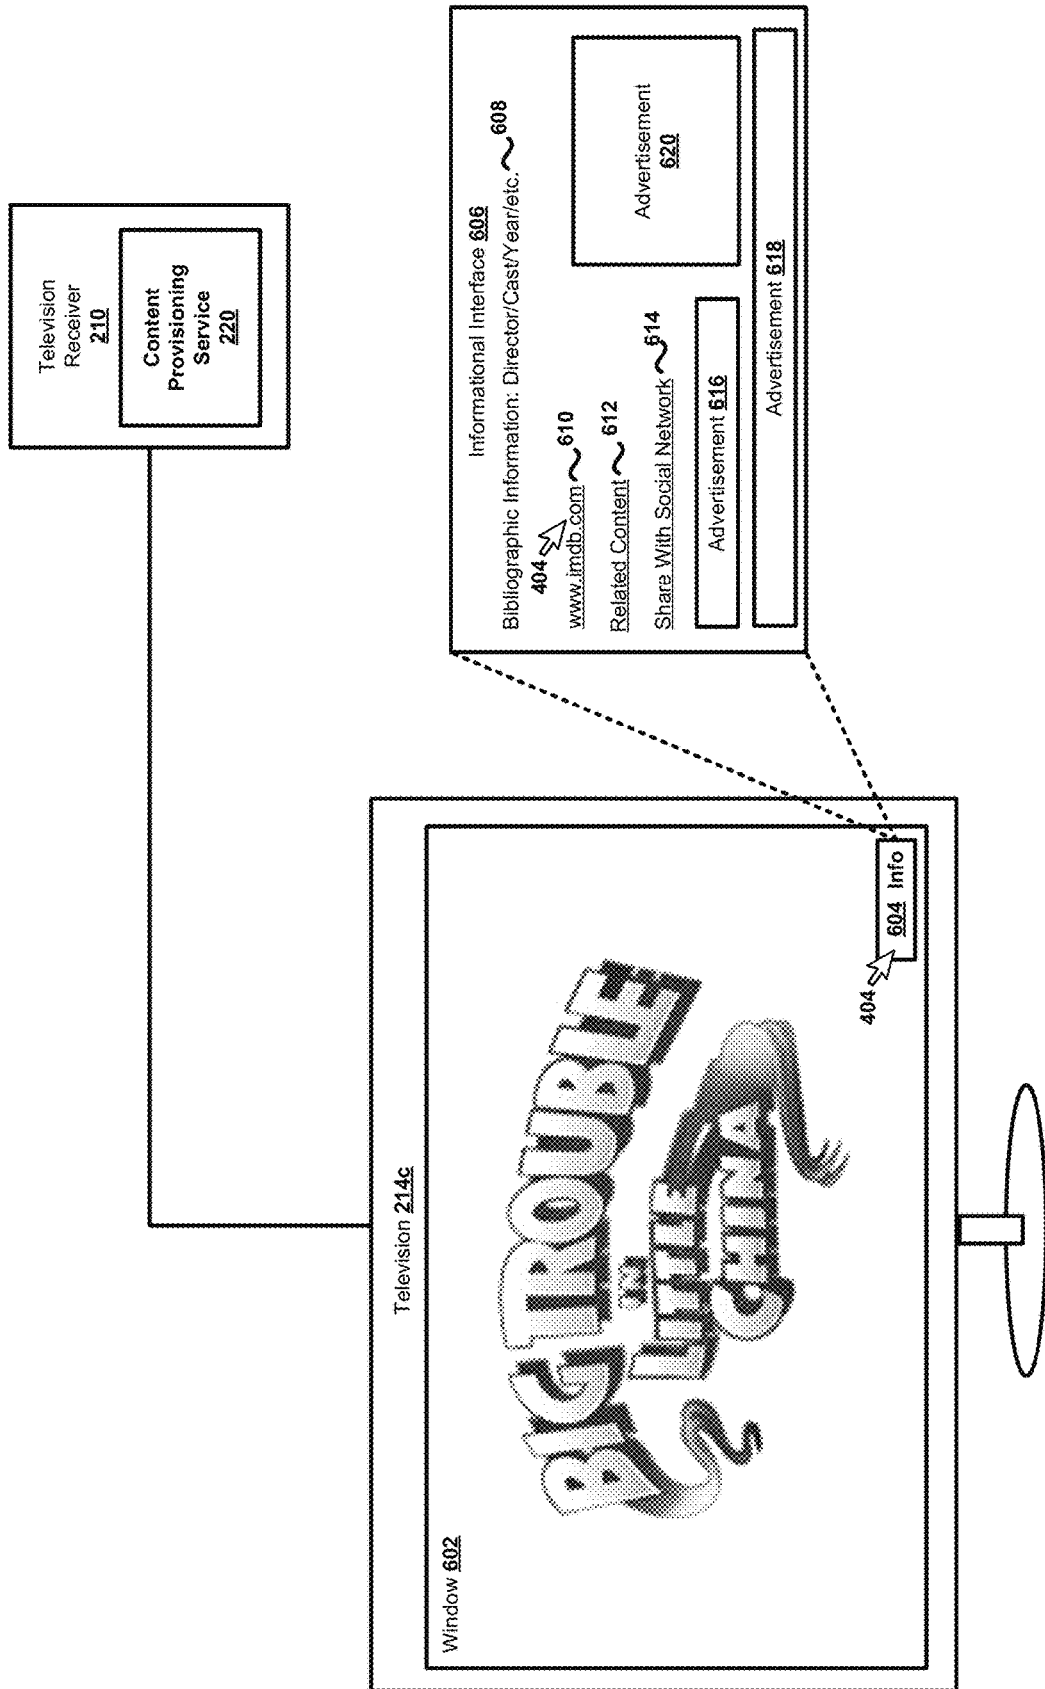 Television
Receiver
210
Content
Provisioning
Service
220
Television 214c
Window 602
BIG TROUBLE
IN
LITTLE
CHINA
404
604 Info
Informational Interface 606
Bibliographic Information: Director/Cast/Year/etc. 608
404
www.imdb.com 610
Related Content 612
Share With Social Network 614
Advertisement 616
Advertisement
620
Advertisement 618